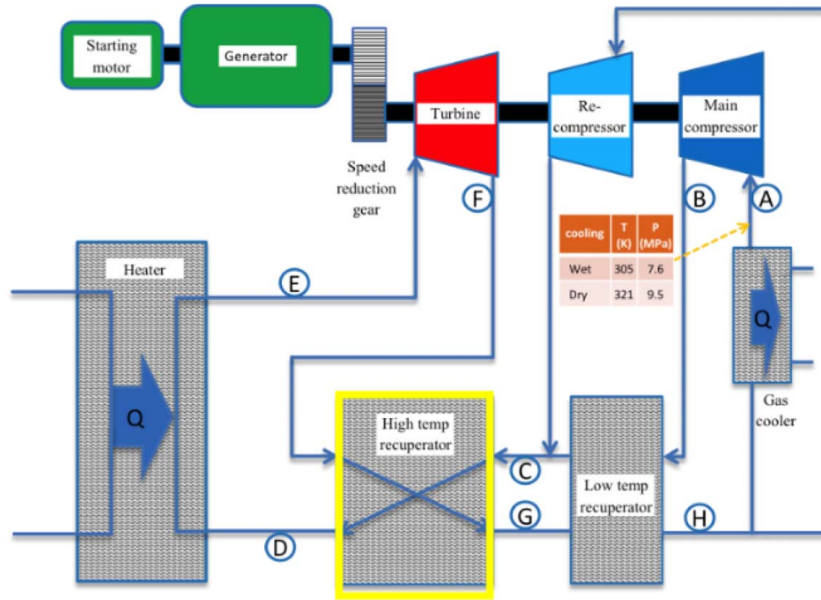 Starting
motor
Generator
Turbine
Re-
compressor
Main
compressor
Speed
reduction
gear
F
B
A
cooling T (K) P (MPa)
Wet 305 7.6
Dry 321 9.5
Heater
E
Q
Q
Gas
cooler
High temp
recuperator
C
Low temp
recuperator
G
H
D